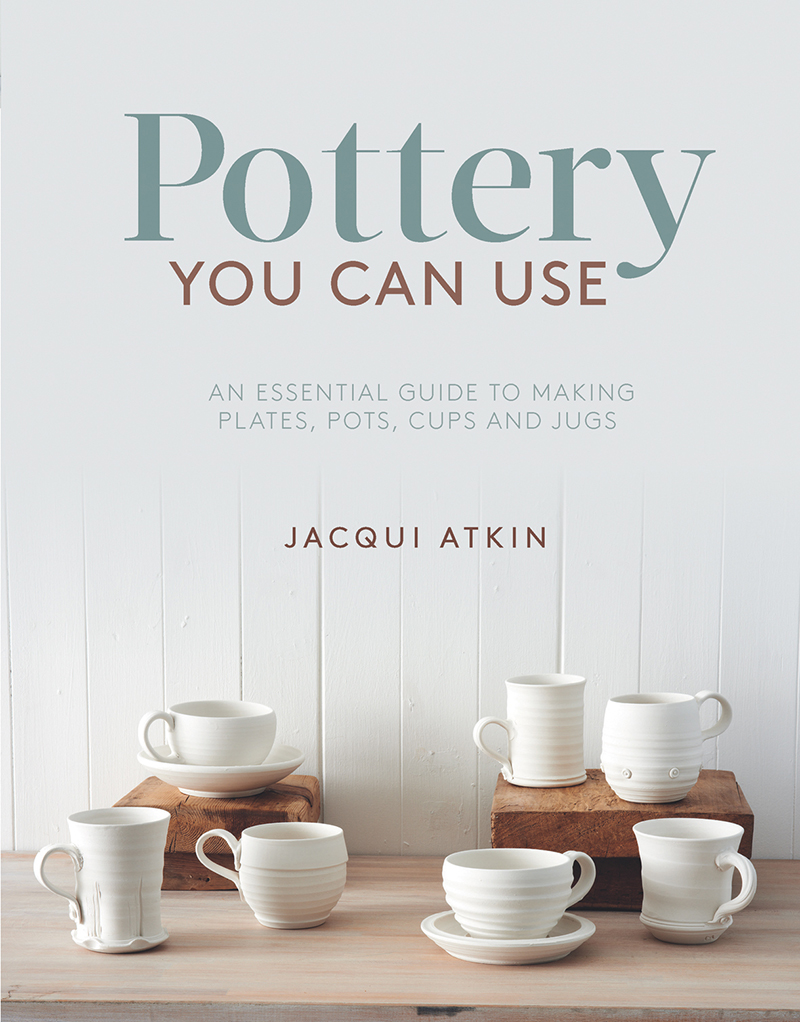 Pottery
YOU CAN USE
AN ESSENTIAL GUIDE TO MAKING
PLATES, POTS, CUPS AND JUGS
JACQUI ATKIN